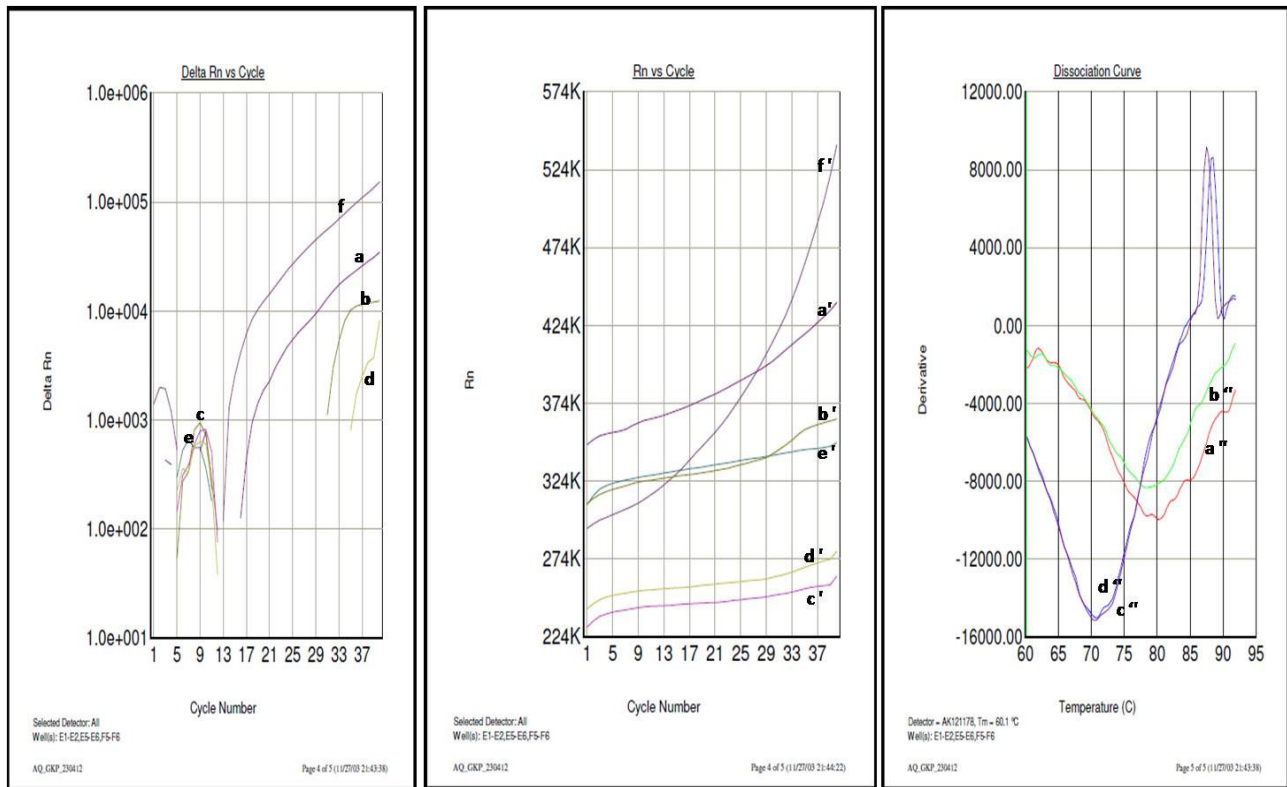 Delta Rn vs Cycle
1.0e+006
1.0e+005
1.0e+004
1.0e+003
1.0e+002
1.0e+001
Delta Rn
f
a
b
d
c
e
1 5 9 13 17 21 25 29 33 37
Cycle Number
Selected Detector: All
Well(s): E1-E2,E5-E6,F5-F6
AQ_GKP_230412 Page 4 of 5 (11/27/03 21:43:38)
Rn vs Cycle
574K
524K
474K
424K
374K
324K
274K
224K
Rn
f'
a'
b'
e'
d'
c'
1 5 9 13 17 21 25 29 33 37
Cycle Number
Selected Detector: All
Well(s): E1-E2,E5-E6,F5-F6
AQ_GKP_230412 Page 4 of 5 (11/27/03 21:44:22)
Dissociation Curve
12000.00
8000.00
4000.00
0.00
-4000.00
-8000.00
-12000.00
-16000.00
Derivative
b"
a"
d"
c"
60 65 70 75 80 85 90 95
Temperature (C)
Detector = AK121178, Tm = 60.1 °C
Well(s): E1-E2,E5-E6,F5-F6
AQ_GKP_230412 Page 5 of 5 (11/27/03 21:43:38)